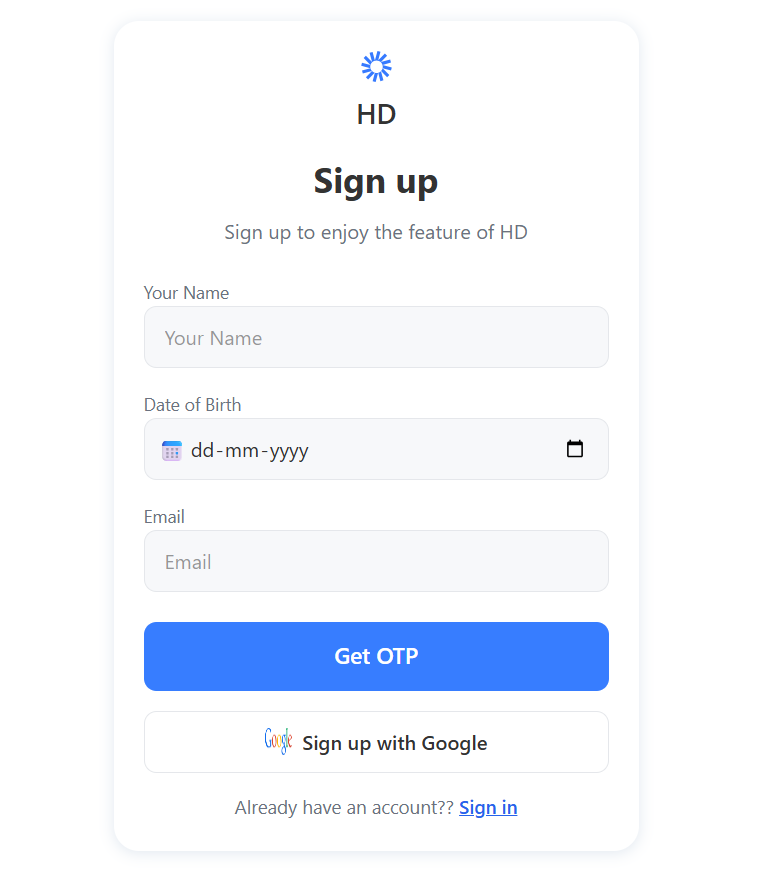 HD
Sign up
Sign up to enjoy the feature of HD
Your Name
Your Name
Date of Birth
dd-mm-yyyy
Email
Email
Get OTP
Google Sign up with Google
Already have an account?? Sign in